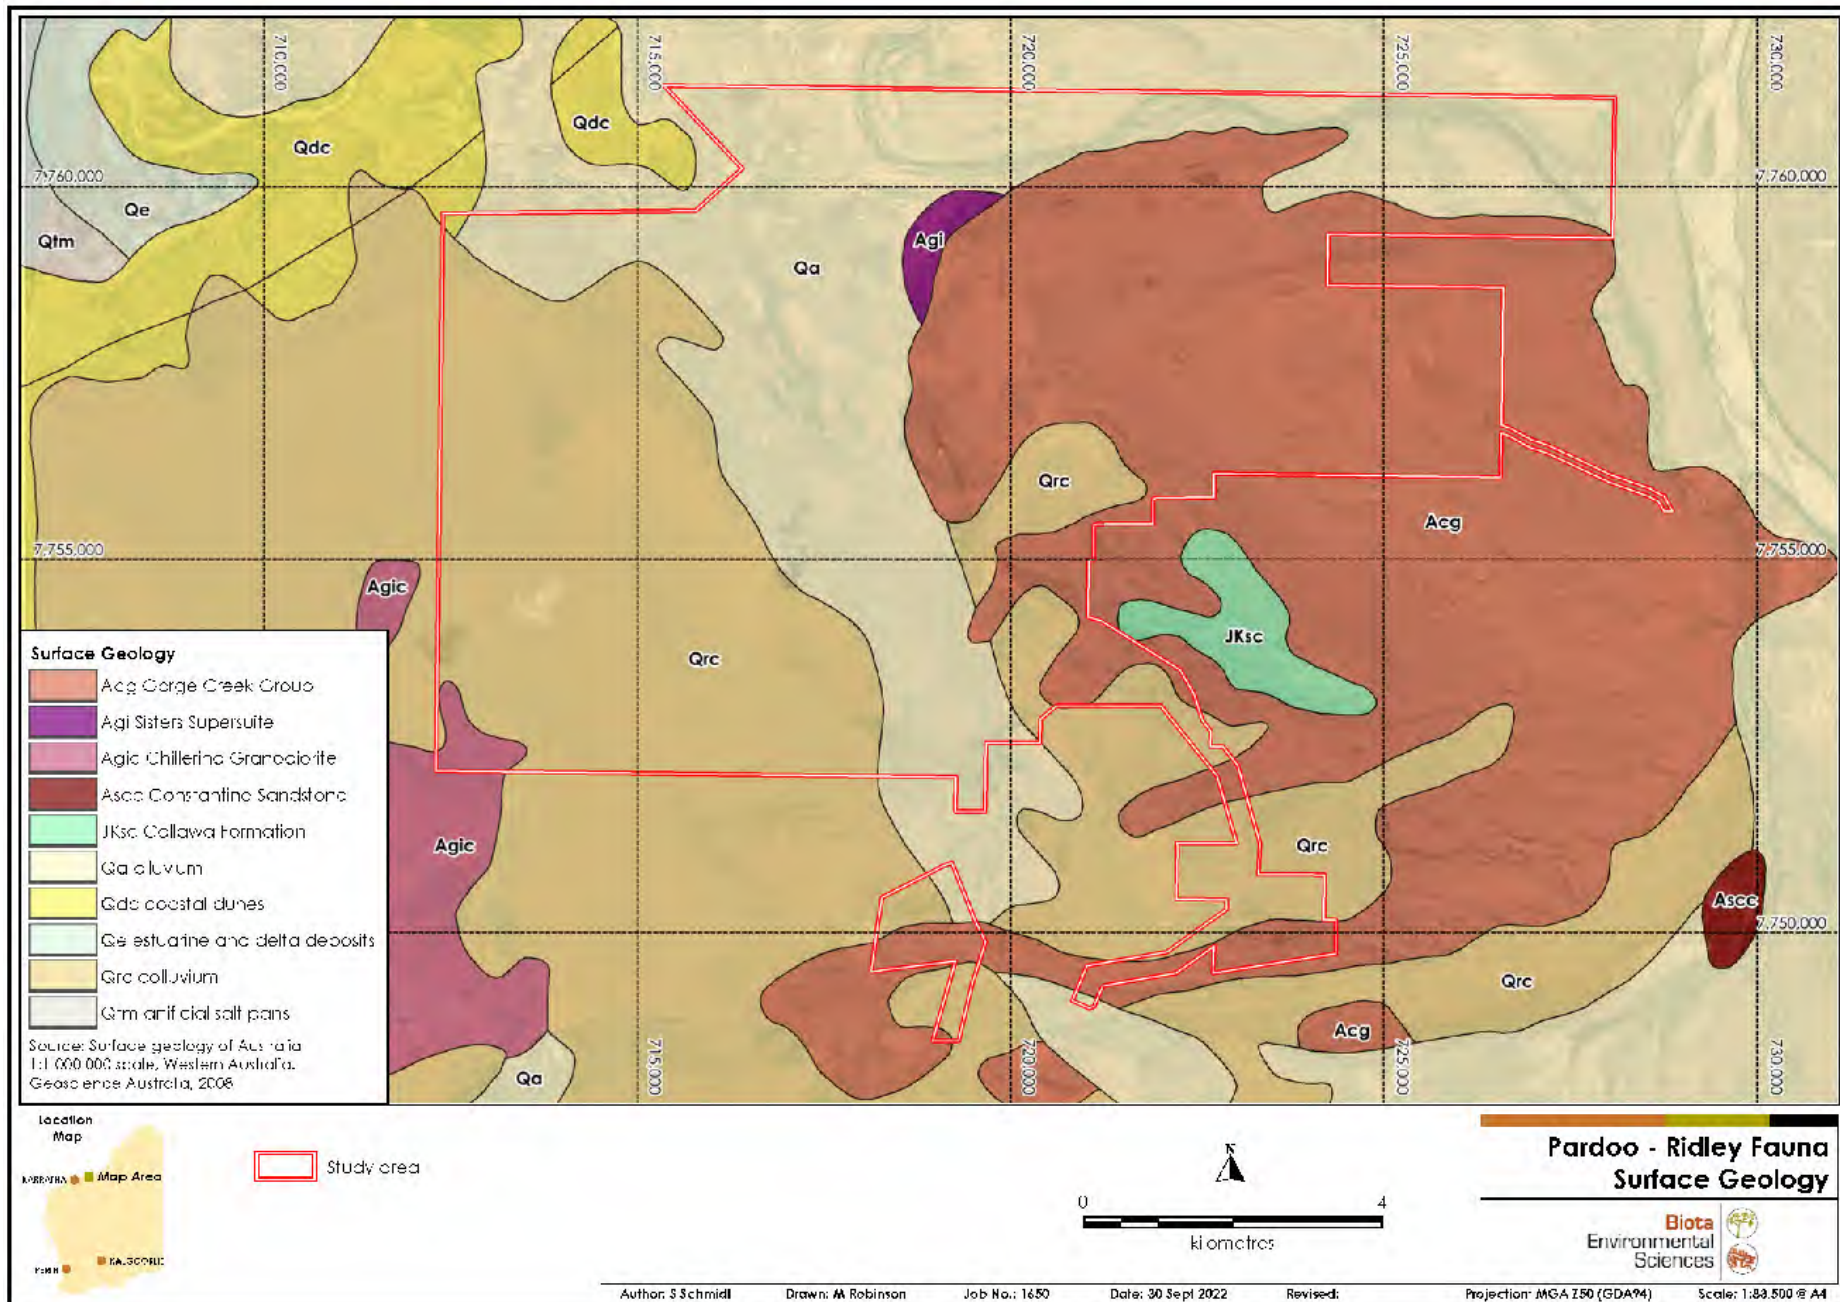 710,000
715,000
720,000
725,000
730,000
Qdc
Qdc
7,760,000
7,760,000
Qe
Qtm
Agi
Qa
Qrc
Acg
7,755,000
7,755,000
Agic
JKsc
Qrc
Surface Geology
Acg Gorge Creek Group
Agi Sisters Supersuite
Agic Chillerina Granodiorite
Ascc Constantine Sandstone
JKsc Callawa Formation
Qa alluvium
Qdc coastal dunes
Qe estuarine and delta deposits
Qrc colluvium
Qtm artificial salt pans
Source: Surface geology of Australia
1:1 000 000 scale, Western Australia.
Geoscience Australia, 2008
Agic
Qrc
Ascc
7,750,000
Qrc
Acg
Qa
715,000
720,000
725,000
730,000
Location
Map
KARRATHA
Map Area
PERTH
KALGOORLIE
Study area
N
0
4
kilometres
Pardoo - Ridley Fauna
Surface Geology
Biota
Environmental
Sciences
Author: S Schmidt Drawn: M Robinson Job No.: 1650 Date: 30 Sept 2022 Revised: Projection: MGA Z50 (GDA94) Scale: 1:83,500 @ A4